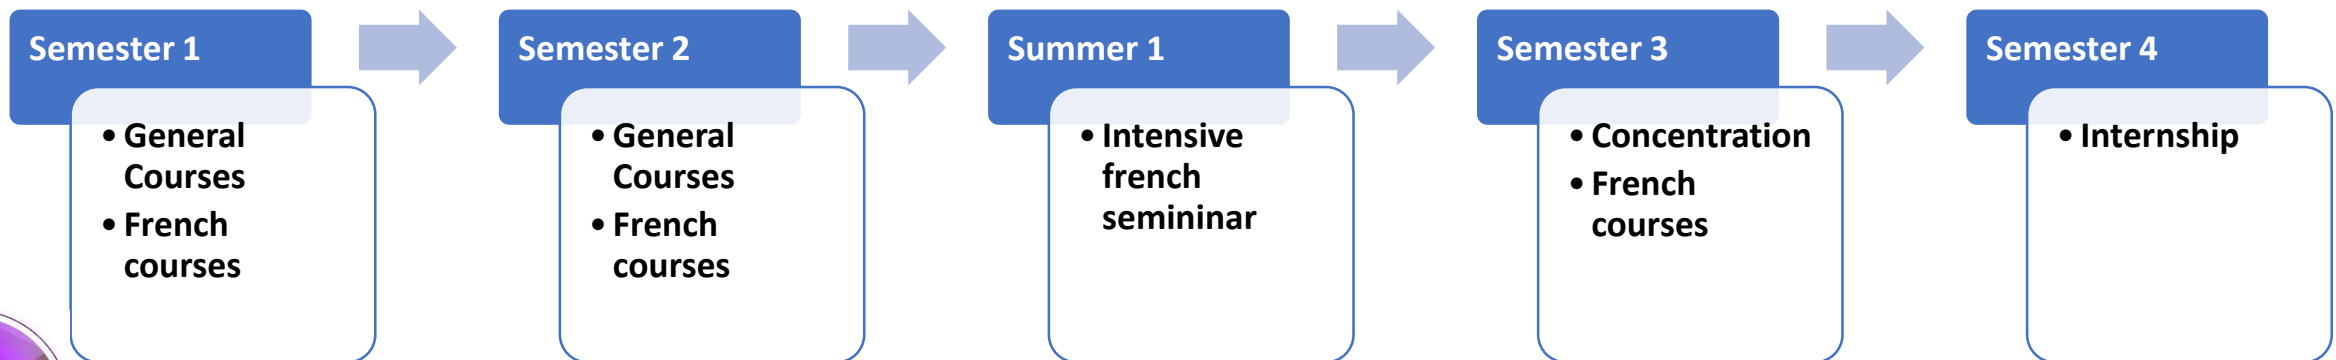 Semester 1
• General
Courses
• French
courses
Semester 2
• General
Courses
• French
courses
Summer 1
• Intensive
french
semininar
Semester 3
• Concentration
• French
courses
Semester 4
• Internship